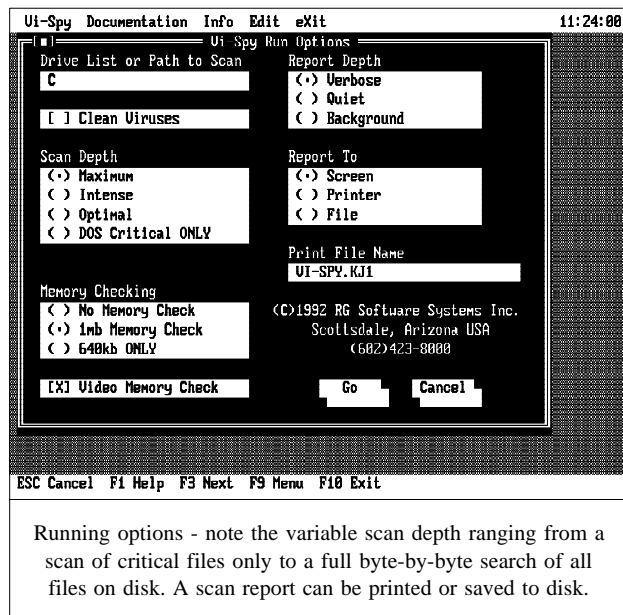 Vi-Spy Documentation Info Edit eXit 11:24:00
[■] Vi-Spy Run Options
Drive List or Path to Scan
C
[ ] Clean Viruses
Scan Depth
(·) Maximum
( ) Intense
( ) Optimal
( ) DOS Critical ONLY
Memory Checking
( ) No Memory Check
(·) 1mb Memory Check
( ) 640kb ONLY
[X] Video Memory Check
Report Depth
(·) Verbose
( ) Quiet
( ) Background
Report To
(·) Screen
( ) Printer
( ) File
Print File Name
VI-SPY.KJ1
(C)1992 RG Software Systems Inc.
Scottsdale, Arizona USA
(602)423-8000
Go Cancel
ESC Cancel F1 Help F3 Next F9 Menu F10 Exit
Running options - note the variable scan depth ranging from a
scan of critical files only to a full byte-by-byte search of all
files on disk. A scan report can be printed or saved to disk.